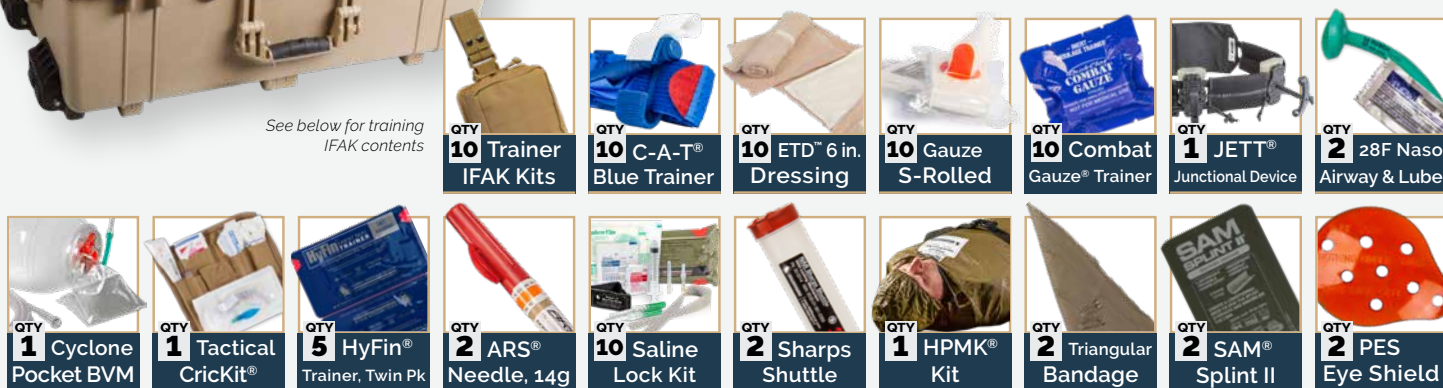 See below for training
IFAK contents
QTY
10 Trainer
IFAK Kits
QTY
10 C-A-T®
Blue Trainer
QTY
10 ETD™ 6 in.
Dressing
QTY
10 Gauze
S-Rolled
COMBAT
GAUZE
QTY
10 Combat
Gauze® Trainer
QTY
1 JETT®
Junctional Device
QTY
2 28F Naso
Airway & Lube
QTY
1 Cyclone
Pocket BVM
QTY
1 Tactical
CricKit®
HyFin
TRAINER
QTY
5 HyFin®
Trainer, Twin Pk
QTY
2 ARS®
Needle, 14g
QTY
10 Saline
Lock Kit
QTY
2 Sharps
Shuttle
QTY
1 HPMK®
Kit
QTY
2 Triangular
Bandage
SAM
SPLINT II
QTY
2 SAM®
Splint II
QTY
2 PES
Eye Shield